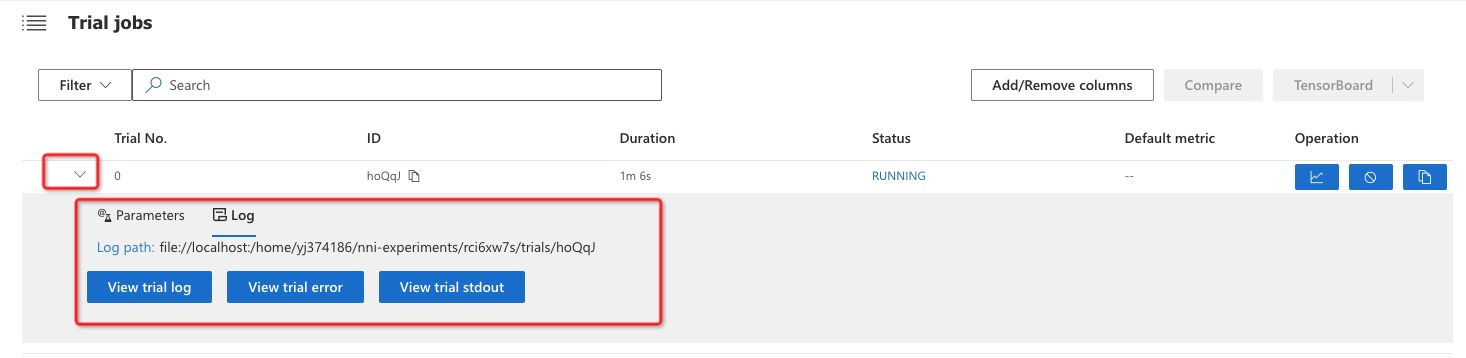 Trial jobs
Filter Search Add/Remove columns Compare TensorBoard
Trial No. ID Duration Status Default metric Operation
0 hoQqJ 1m 6s RUNNING --
Parameters Log
Log path: file://localhost:/home/yj374186/nni-experiments/rci6xw7s/trials/hoQqJ
View trial log View trial error View trial stdout